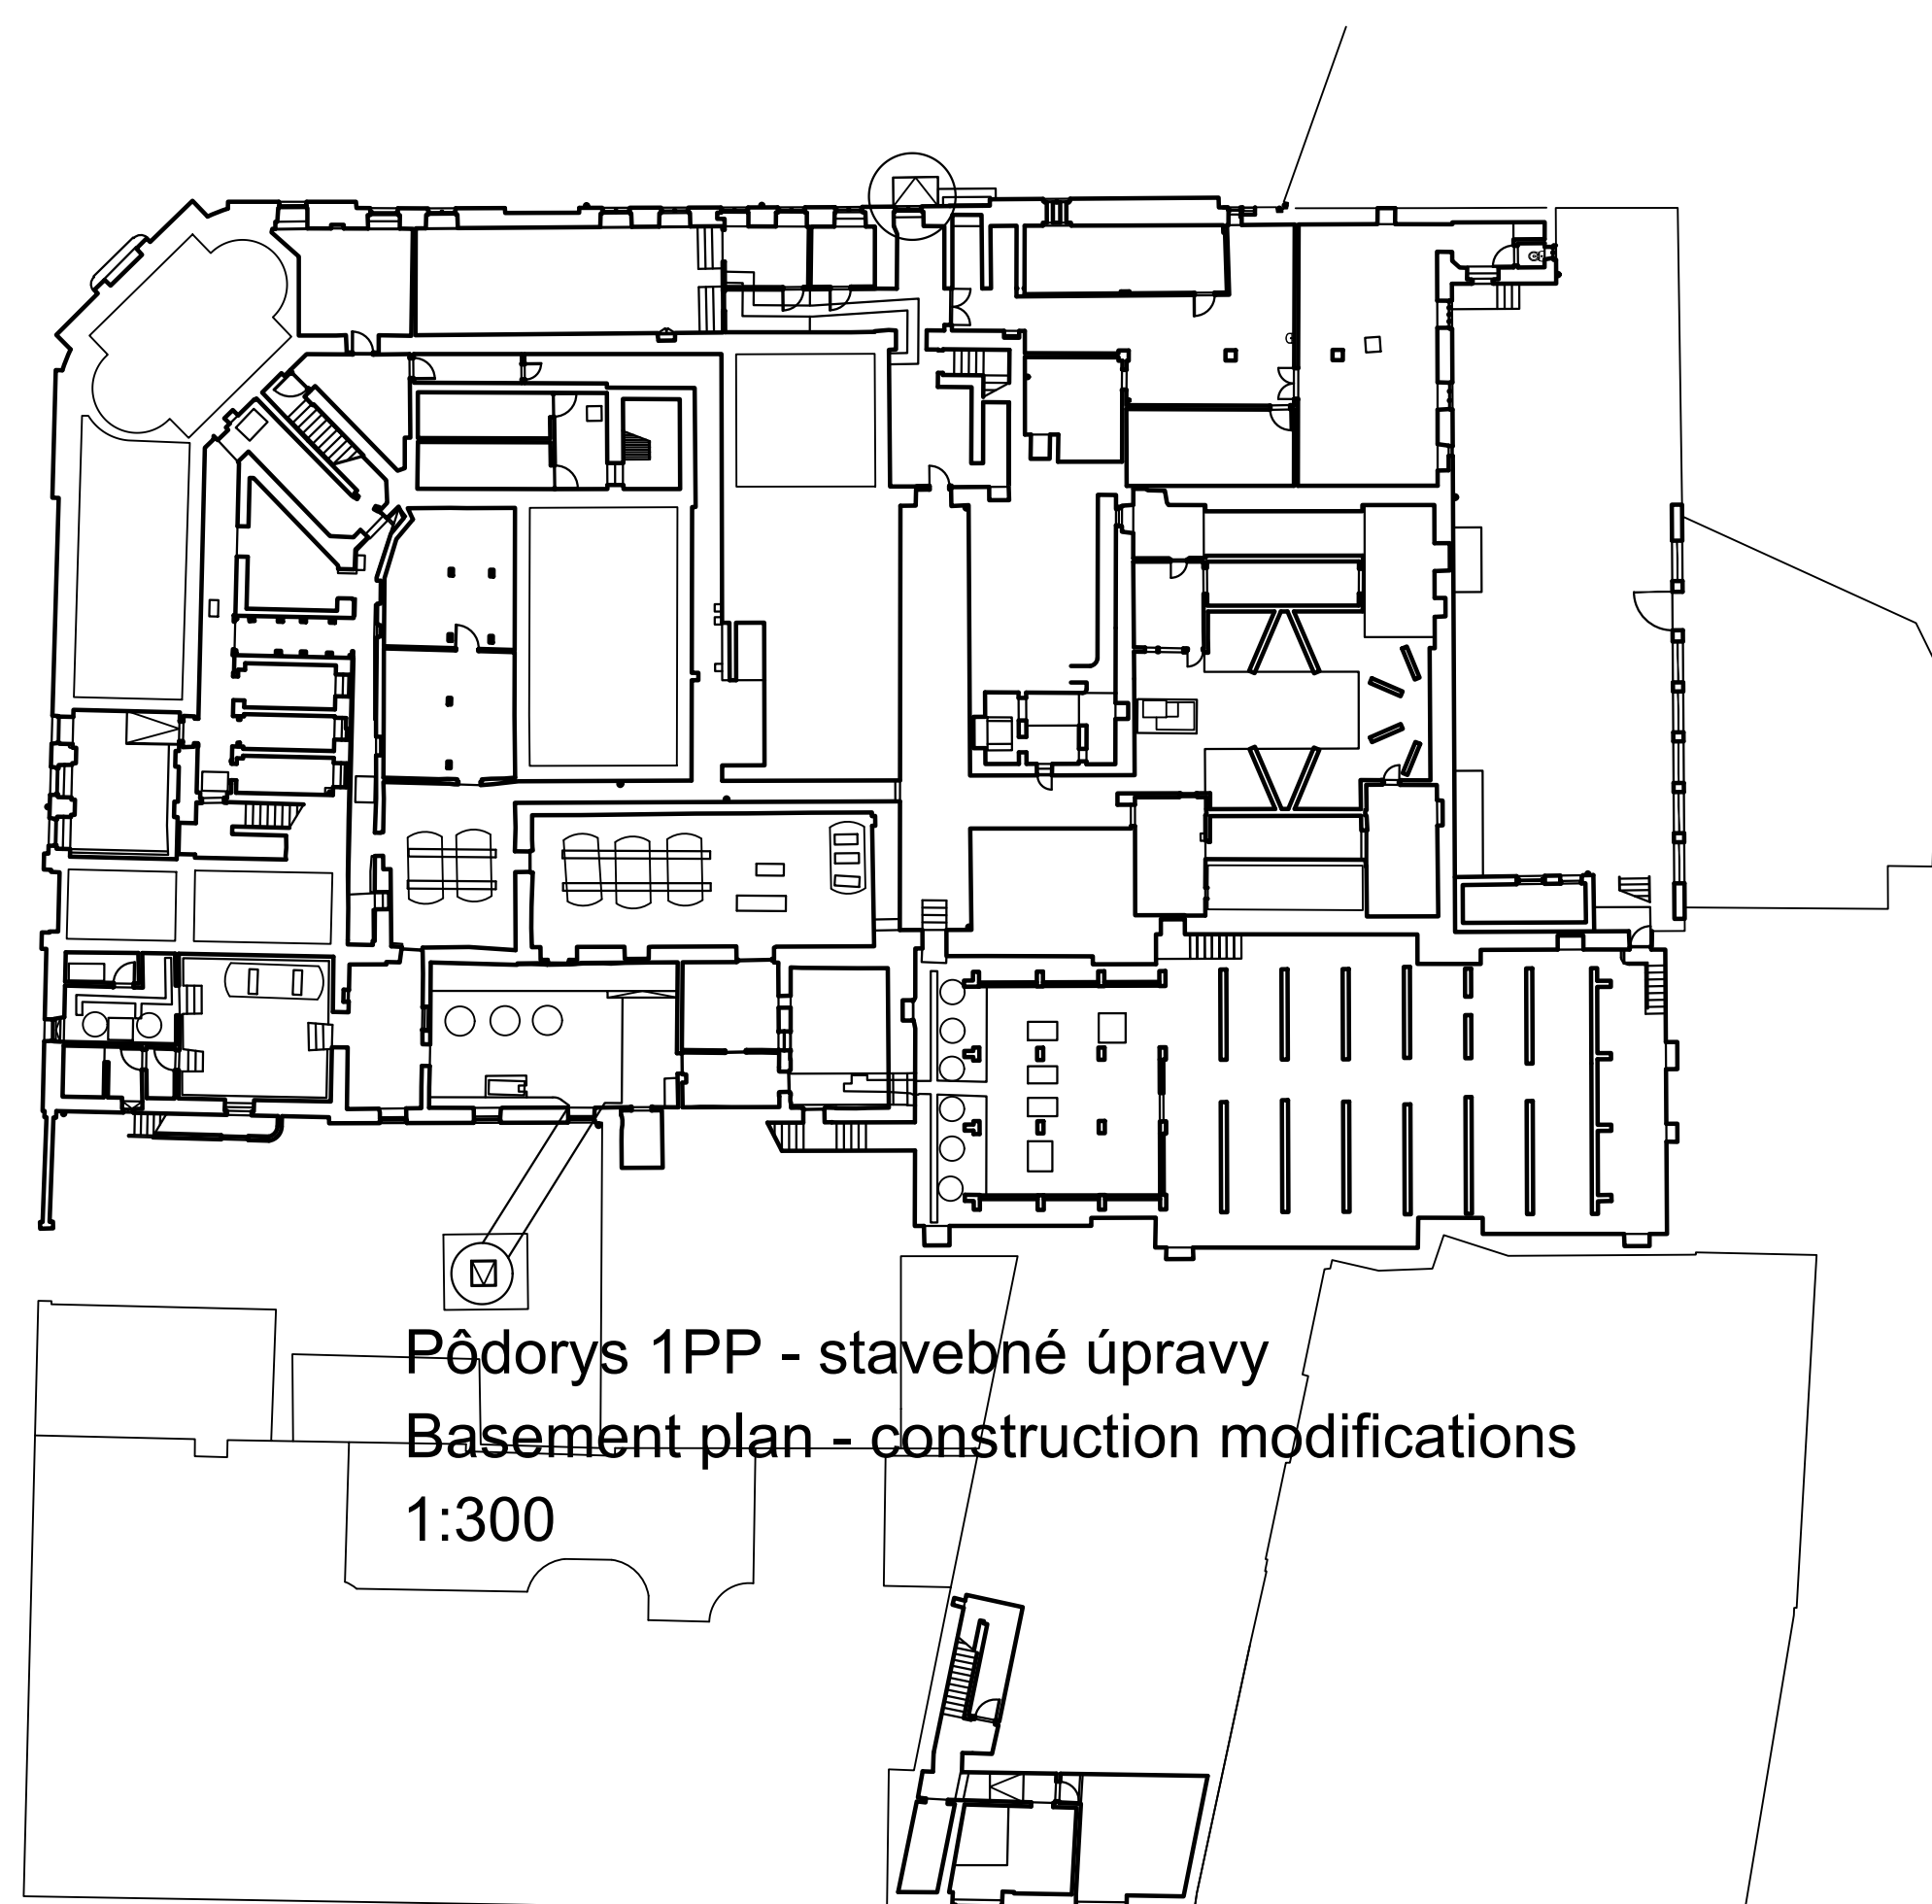 Pôdorys 1PP - stavebné úpravy
Basement plan - construction modifications
1:300